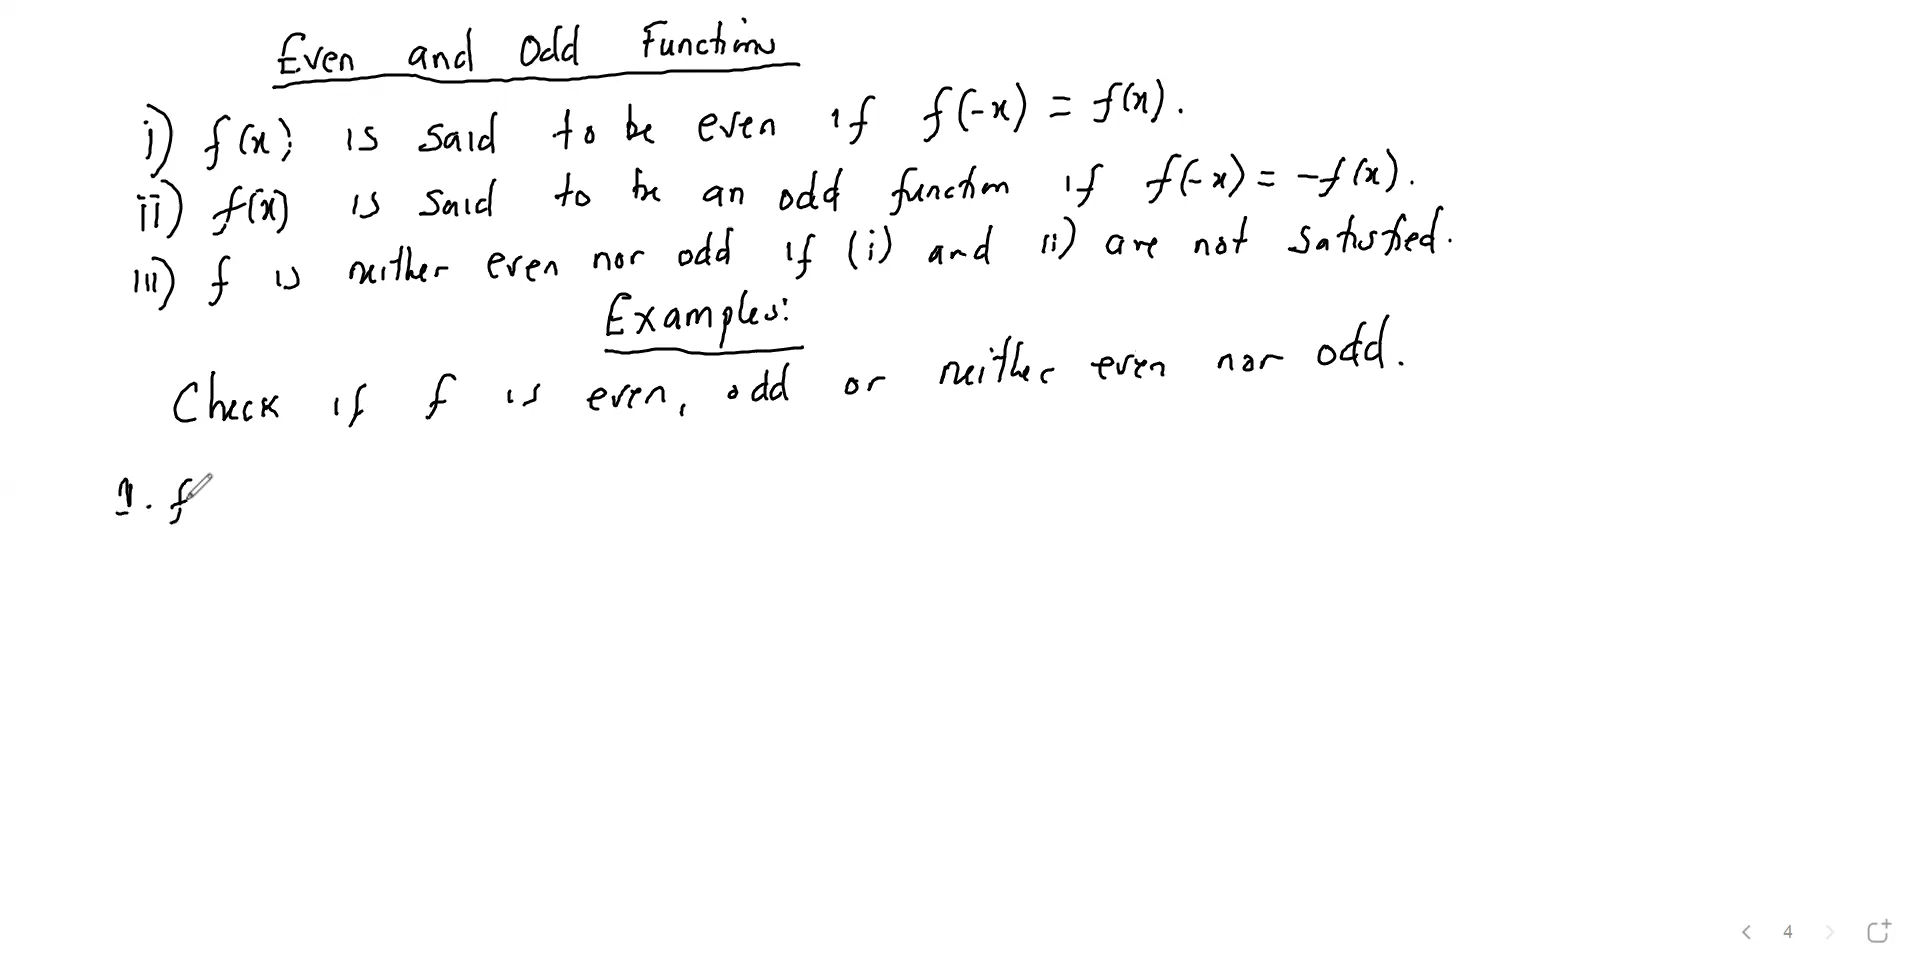 Even and Odd Functions
i) f(x) is said to be even if f(-x) = f(x).
ii) f(x) is said to be an odd function if f(-x) = -f(x).
iii) f is neither even nor odd if (i) and ii) are not satisfied.
Examples:
Check if f is even, odd or neither even nor odd.
1. f
< 4 >